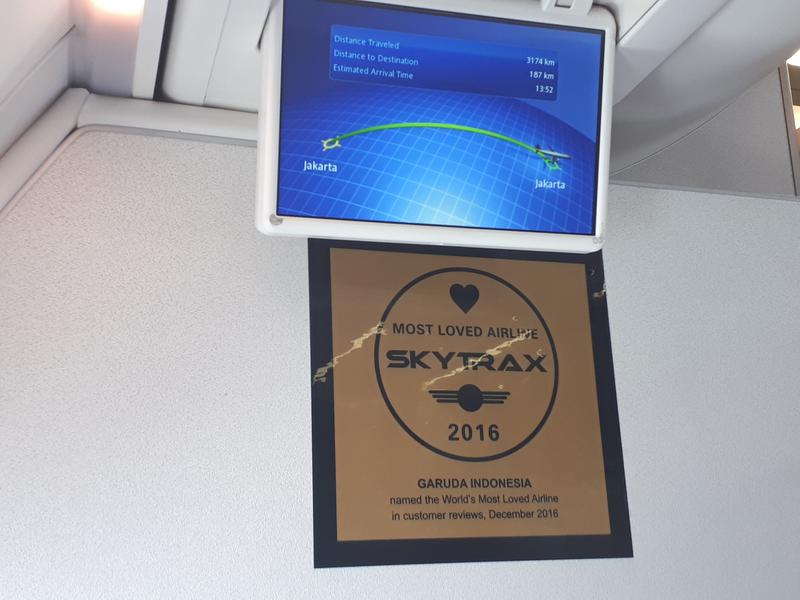 Distance Traveled 3174 km
Distance to Destination 187 km
Estimated Arrival Time 13:52
Jakarta
Jakarta
MOST LOVED AIRLINE
SKYTRAX
2016
GARUDA INDONESIA
named the World's Most Loved Airline
in customer reviews, December 2016